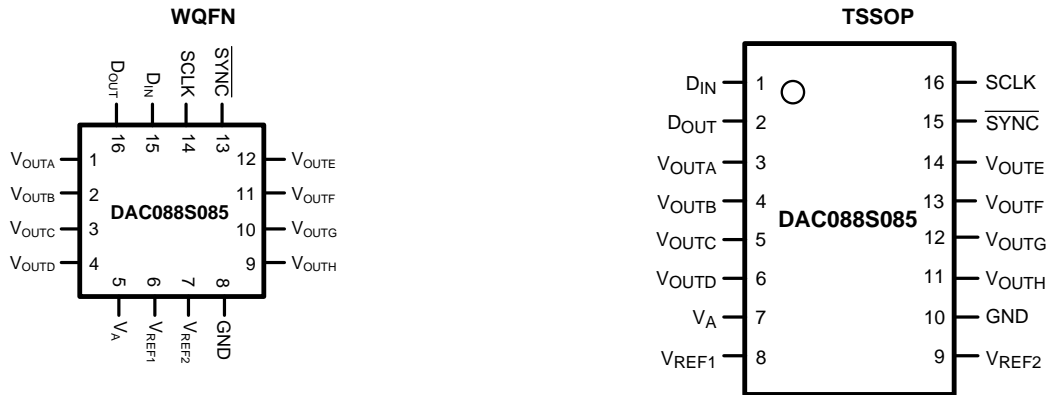 WQFN
DOUT
DIN
SCLK
SYNC
16
15
14
13
VOUTA 1
12 VOUTE
VOUTB 2
11 VOUTF
DAC088S085
VOUTC 3
10 VOUTG
VOUTD 4
9 VOUTH
5
6
7
8
VA
VREF1
VREF2
GND
TSSOP
DIN 1
16 SCLK
DOUT 2
15 SYNC
VOUTA 3
14 VOUTE
VOUTB 4
13 VOUTF
DAC088S085
VOUTC 5
12 VOUTG
VOUTD 6
11 VOUTH
VA 7
10 GND
VREF1 8
9 VREF2